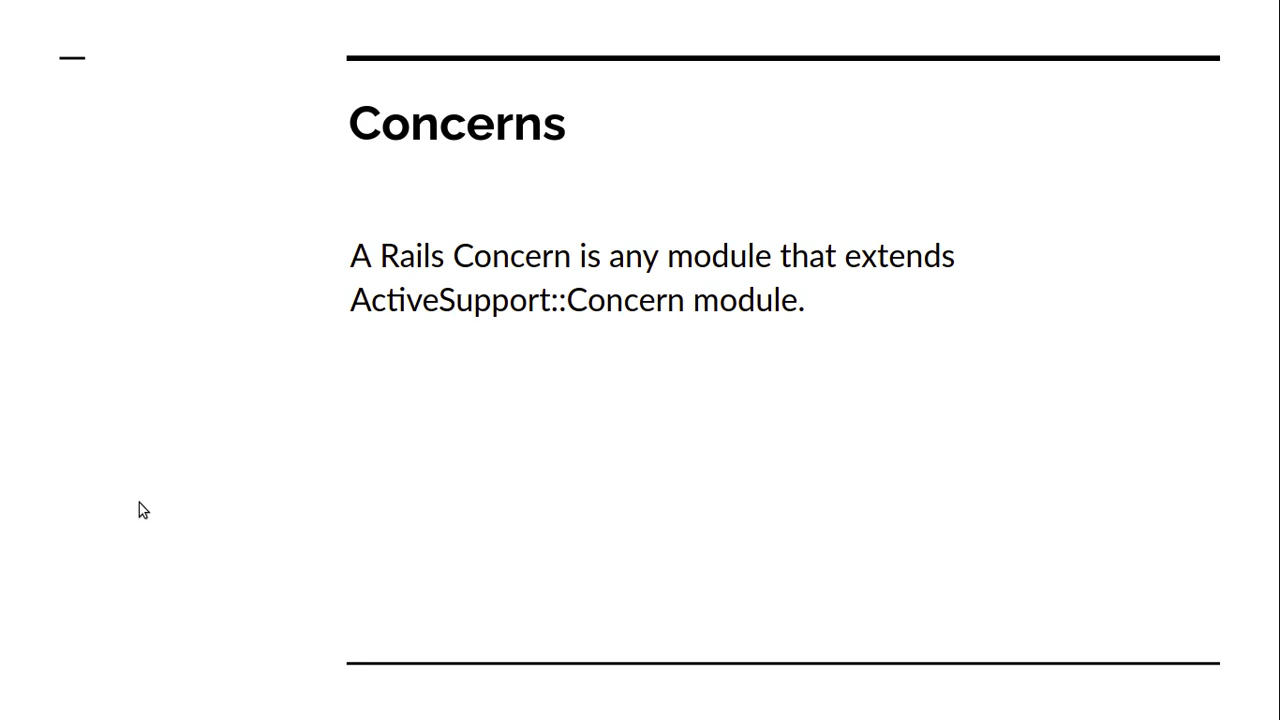 Concerns
A Rails Concern is any module that extends
ActiveSupport::Concern module.